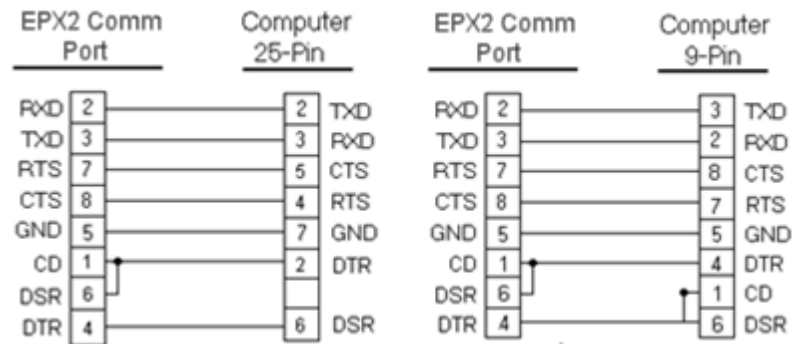 EPX2 Comm Port
Computer 25-Pin
RXD 2 2 TXD
TXD 3 3 RXD
RTS 7 5 CTS
CTS 8 4 RTS
GND 5 7 GND
CD 1 2 DTR
DSR 6
DTR 4 6 DSR
EPX2 Comm Port
Computer 9-Pin
RXD 2 3 TXD
TXD 3 2 RXD
RTS 7 8 CTS
CTS 8 7 RTS
GND 5 5 GND
CD 1 4 DTR
DSR 6 1 CD
DTR 4 6 DSR